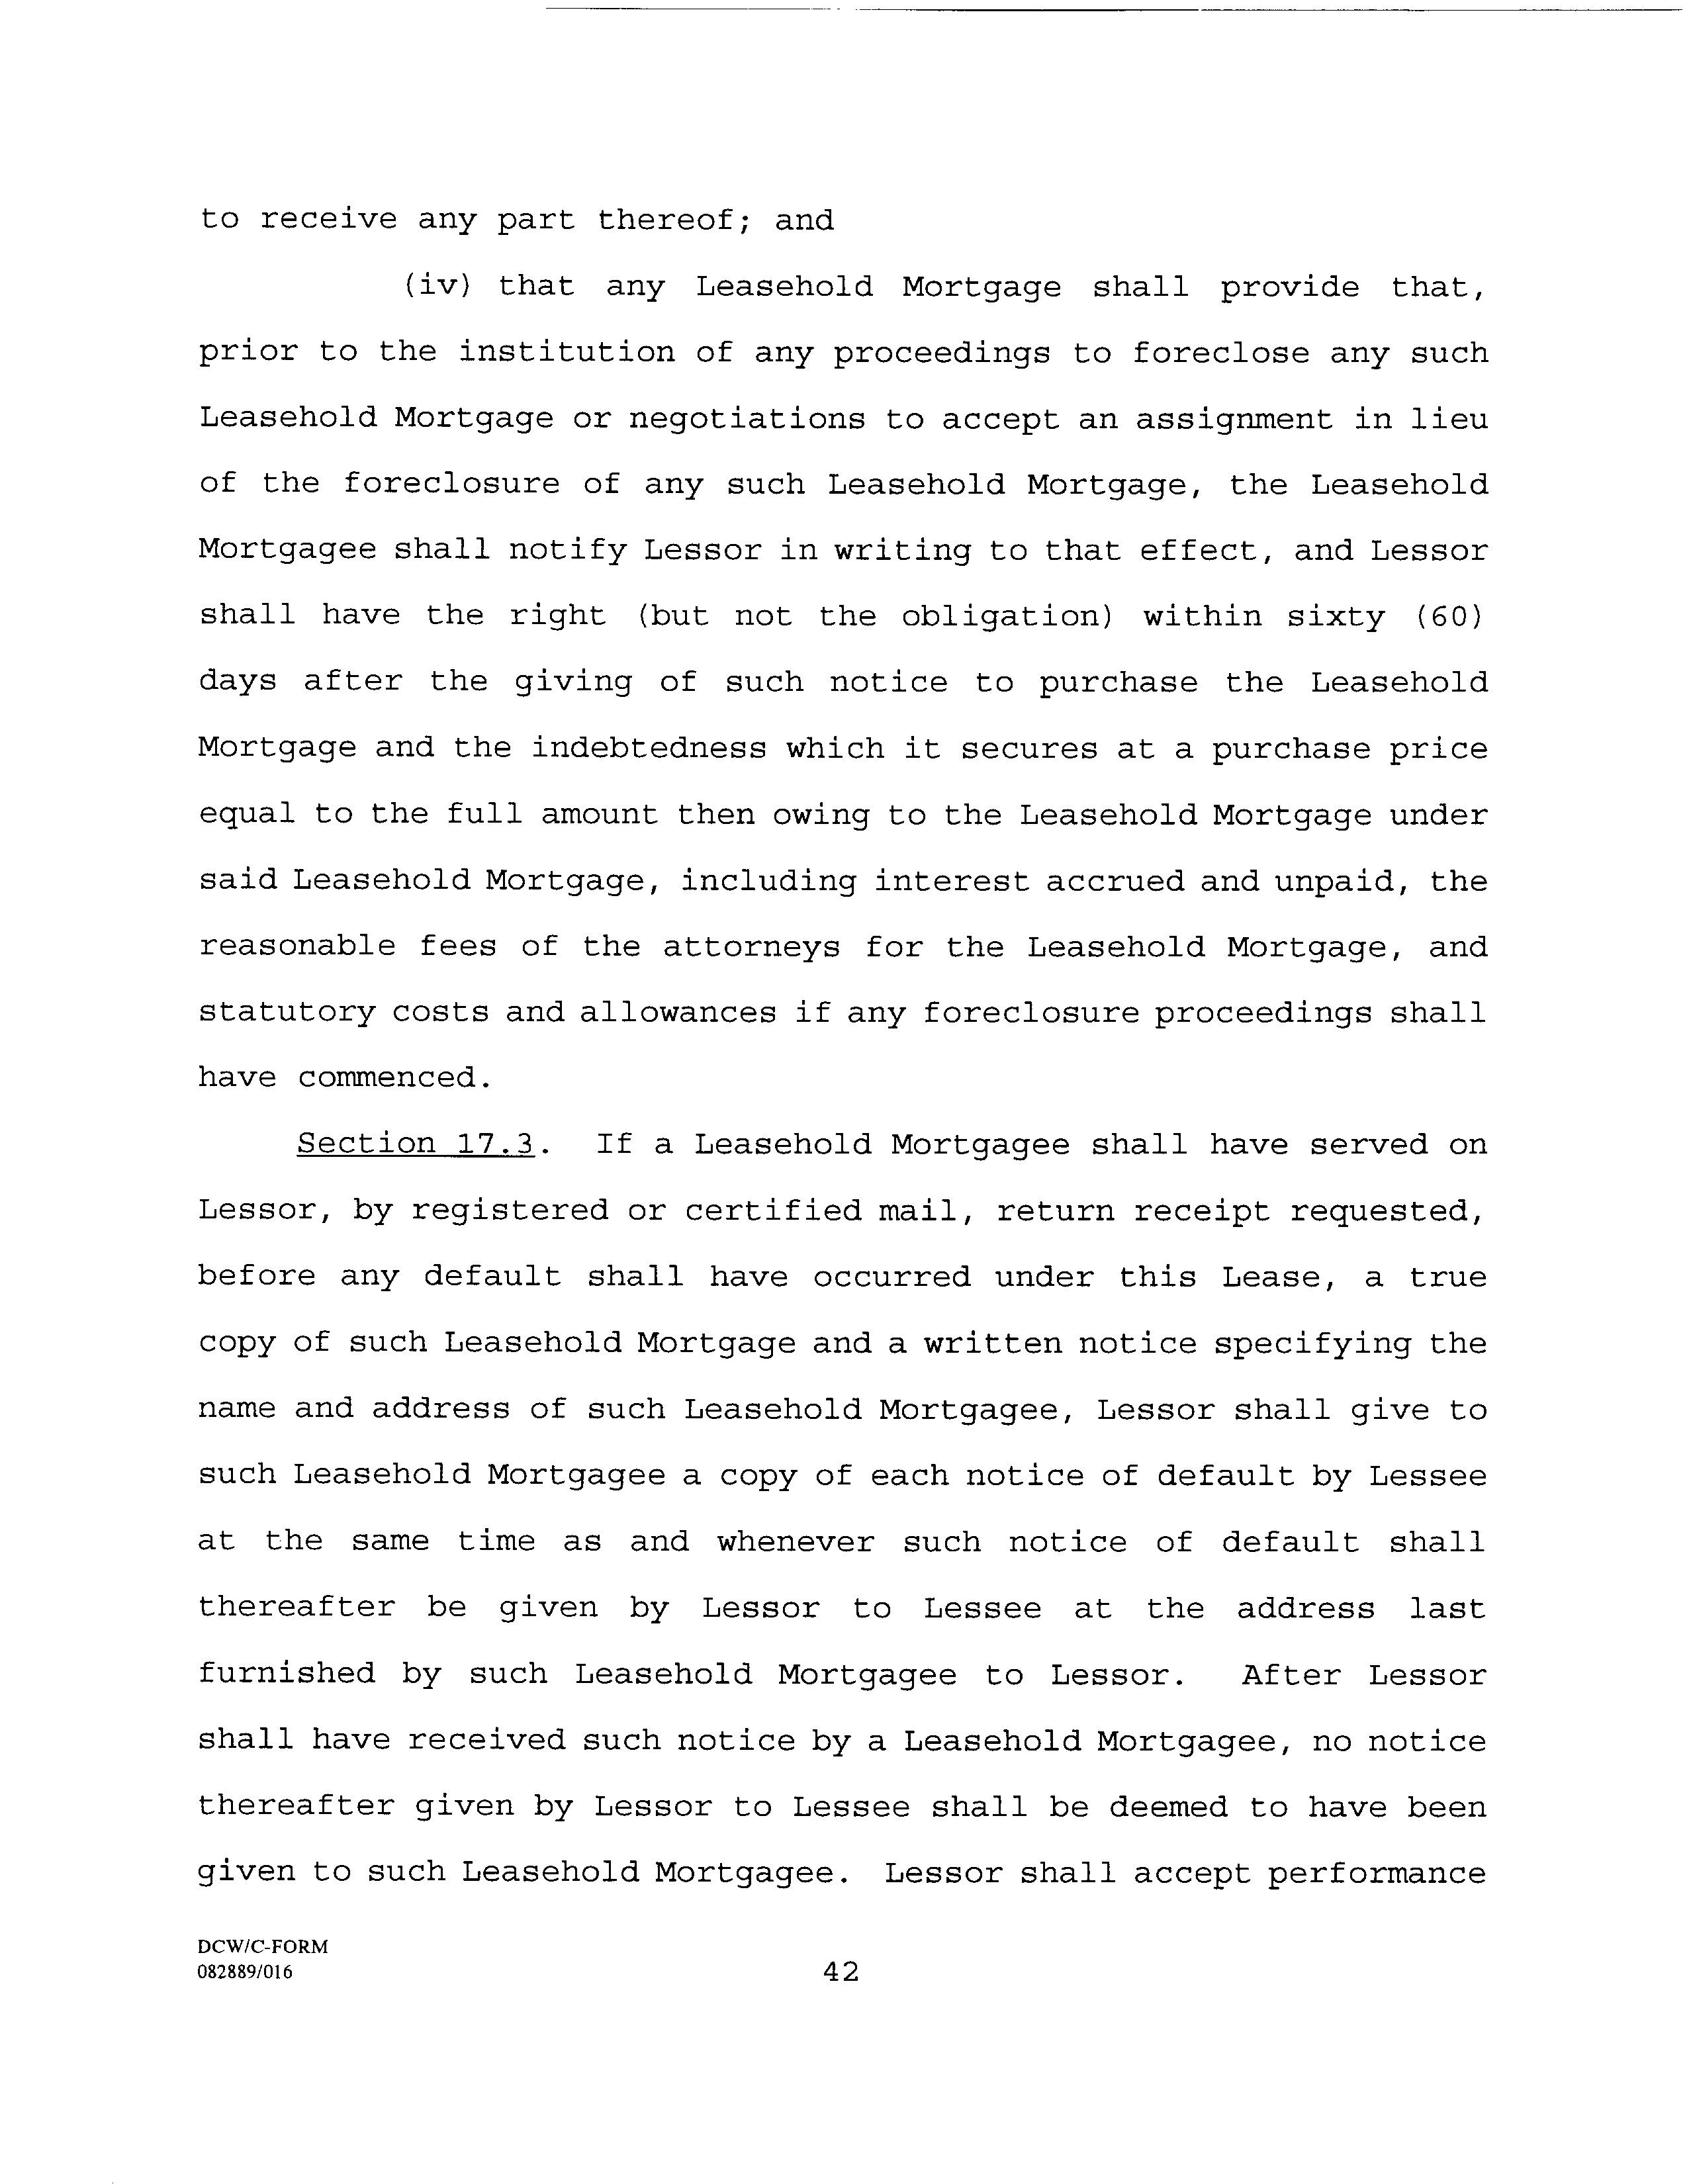 to receive any part thereof; and
(iv) that any Leasehold Mortgage shall provide that,
prior to the institution of any proceedings to foreclose any such
Leasehold Mortgage or negotiations to accept an assignment in lieu
of the foreclosure of any such Leasehold Mortgage, the Leasehold
Mortgagee shall notify Lessor in writing to that effect, and Lessor
shall have the right (but not the obligation) within sixty (60)
days after the giving of such notice to purchase the Leasehold
Mortgage and the indebtedness which it secures at a purchase price
equal to the full amount then owing to the Leasehold Mortgage under
said Leasehold Mortgage, including interest accrued and unpaid, the
reasonable fees of the attorneys for the Leasehold Mortgage, and
statutory costs and allowances if any foreclosure proceedings shall
have commenced.
Section 17.3. If a Leasehold Mortgagee shall have served on
Lessor, by registered or certified mail, return receipt requested,
before any default shall have occurred under this Lease, a true
copy of such Leasehold Mortgage and a written notice specifying the
name and address of such Leasehold Mortgagee, Lessor shall give to
such Leasehold Mortgagee a copy of each notice of default by Lessee
at the same time as and whenever such notice of default shall
thereafter be given by Lessor to Lessee at the address last
furnished by such Leasehold Mortgagee to Lessor. After Lessor
shall have received such notice by a Leasehold Mortgagee, no notice
thereafter given by Lessor to Lessee shall be deemed to have been
given to such Leasehold Mortgagee. Lessor shall accept performance
DCW/C-FORM
082889/016
42